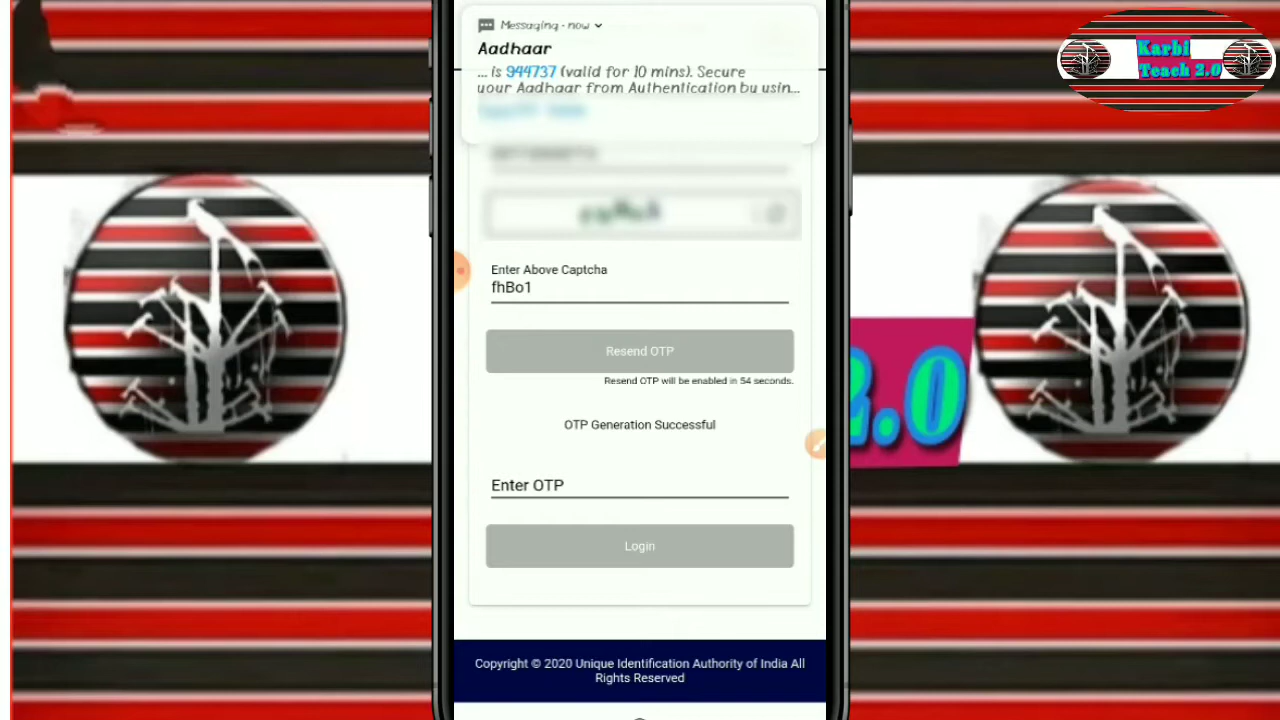 Messaging - now
Aadhaar
... is 944737 (valid for 10 mins). Secure
your Aadhaar from Authentication by usin...
Enter Above Captcha
fhBo1
Resend OTP
Resend OTP will be enabled in 54 seconds.
OTP Generation Successful
Enter OTP
Login
Copyright © 2020 Unique Identification Authority of India All
Rights Reserved
Karbi
Teach 2.0
2.0